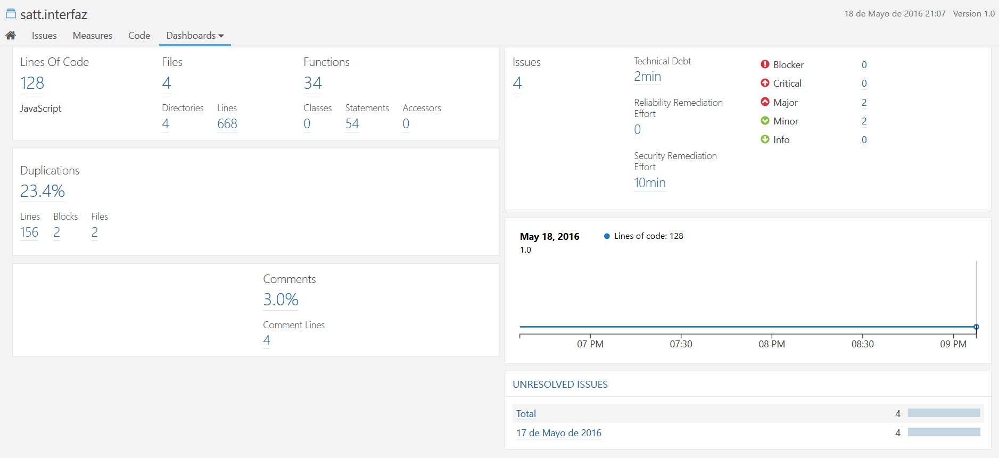 satt.interfaz
18 de Mayo de 2016 21:07 Version 1.0
Issues Measures Code Dashboards
Lines Of Code Files Functions
128 4 34
JavaScript Directories Lines Classes Statements Accessors
4 668 0 54 0
Duplications
23.4%
Lines Blocks Files
156 2 2
Comments
3.0%
Comment Lines
4
Issues
4
Technical Debt
2min
Reliability Remediation
Effort
0
Security Remediation
Effort
10min
Blocker 0
Critical 0
Major 2
Minor 2
Info 0
May 18, 2016 Lines of code: 128
1.0
07 PM 07:30 08 PM 08:30 09 PM
UNRESOLVED ISSUES
Total 4
17 de Mayo de 2016 4